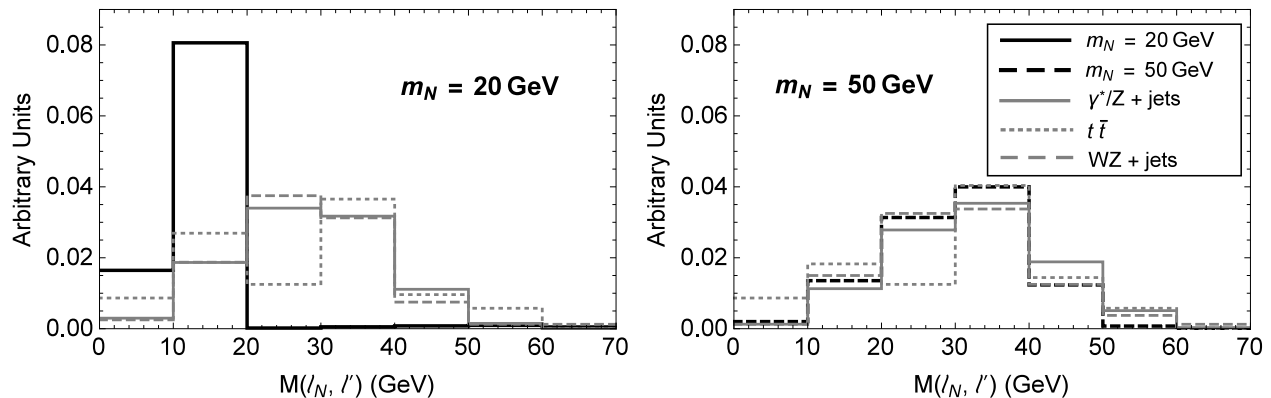 0.08
0.06
0.04
0.02
0.00
Arbitrary Units
m_N = 20 GeV
0 10 20 30 40 50 60 70
M(ℓ_N, ℓ') (GeV)
0.08
0.06
0.04
0.02
0.00
Arbitrary Units
m_N = 50 GeV
m_N = 20 GeV
m_N = 50 GeV
γ*/Z + jets
t t̄
WZ + jets
0 10 20 30 40 50 60 70
M(ℓ_N, ℓ') (GeV)